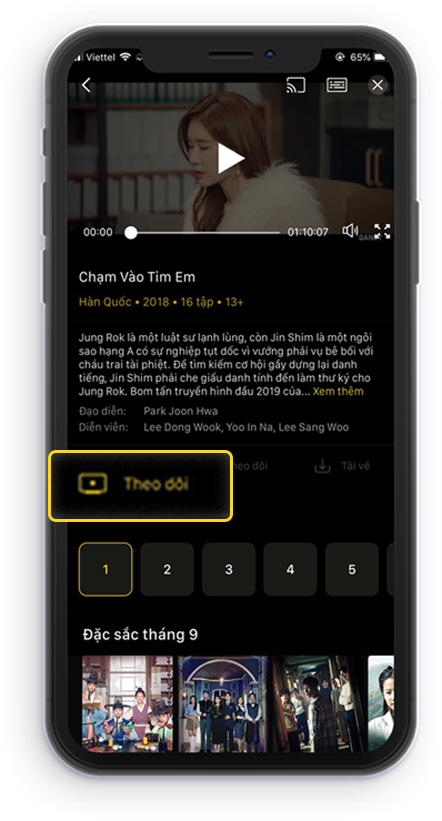 Viettel 65%
00:00 01:10:07
Chạm Vào Tim Em
Hàn Quốc • 2018 • 16 tập • 13+
Jung Rok là một luật sư lạnh lùng, còn Jin Shim là một ngôi
sao hạng A có sự nghiệp tụt dốc vì vướng phải vụ bê bối với
cháu trai tài phiệt. Để tìm kiếm cơ hội gây dựng lại danh
tiếng, Jin Shim phải che giấu danh tính đến làm thư ký cho
Jung Rok. Bom tấn truyền hình đầu 2019 của... Xem thêm
Đạo diễn: Park Joon Hwa
Diễn viên: Lee Dong Wook, Yoo In Na, Lee Sang Woo
heo dõi Tải về
Theo dõi
1 2 3 4 5
Đặc sắc tháng 9